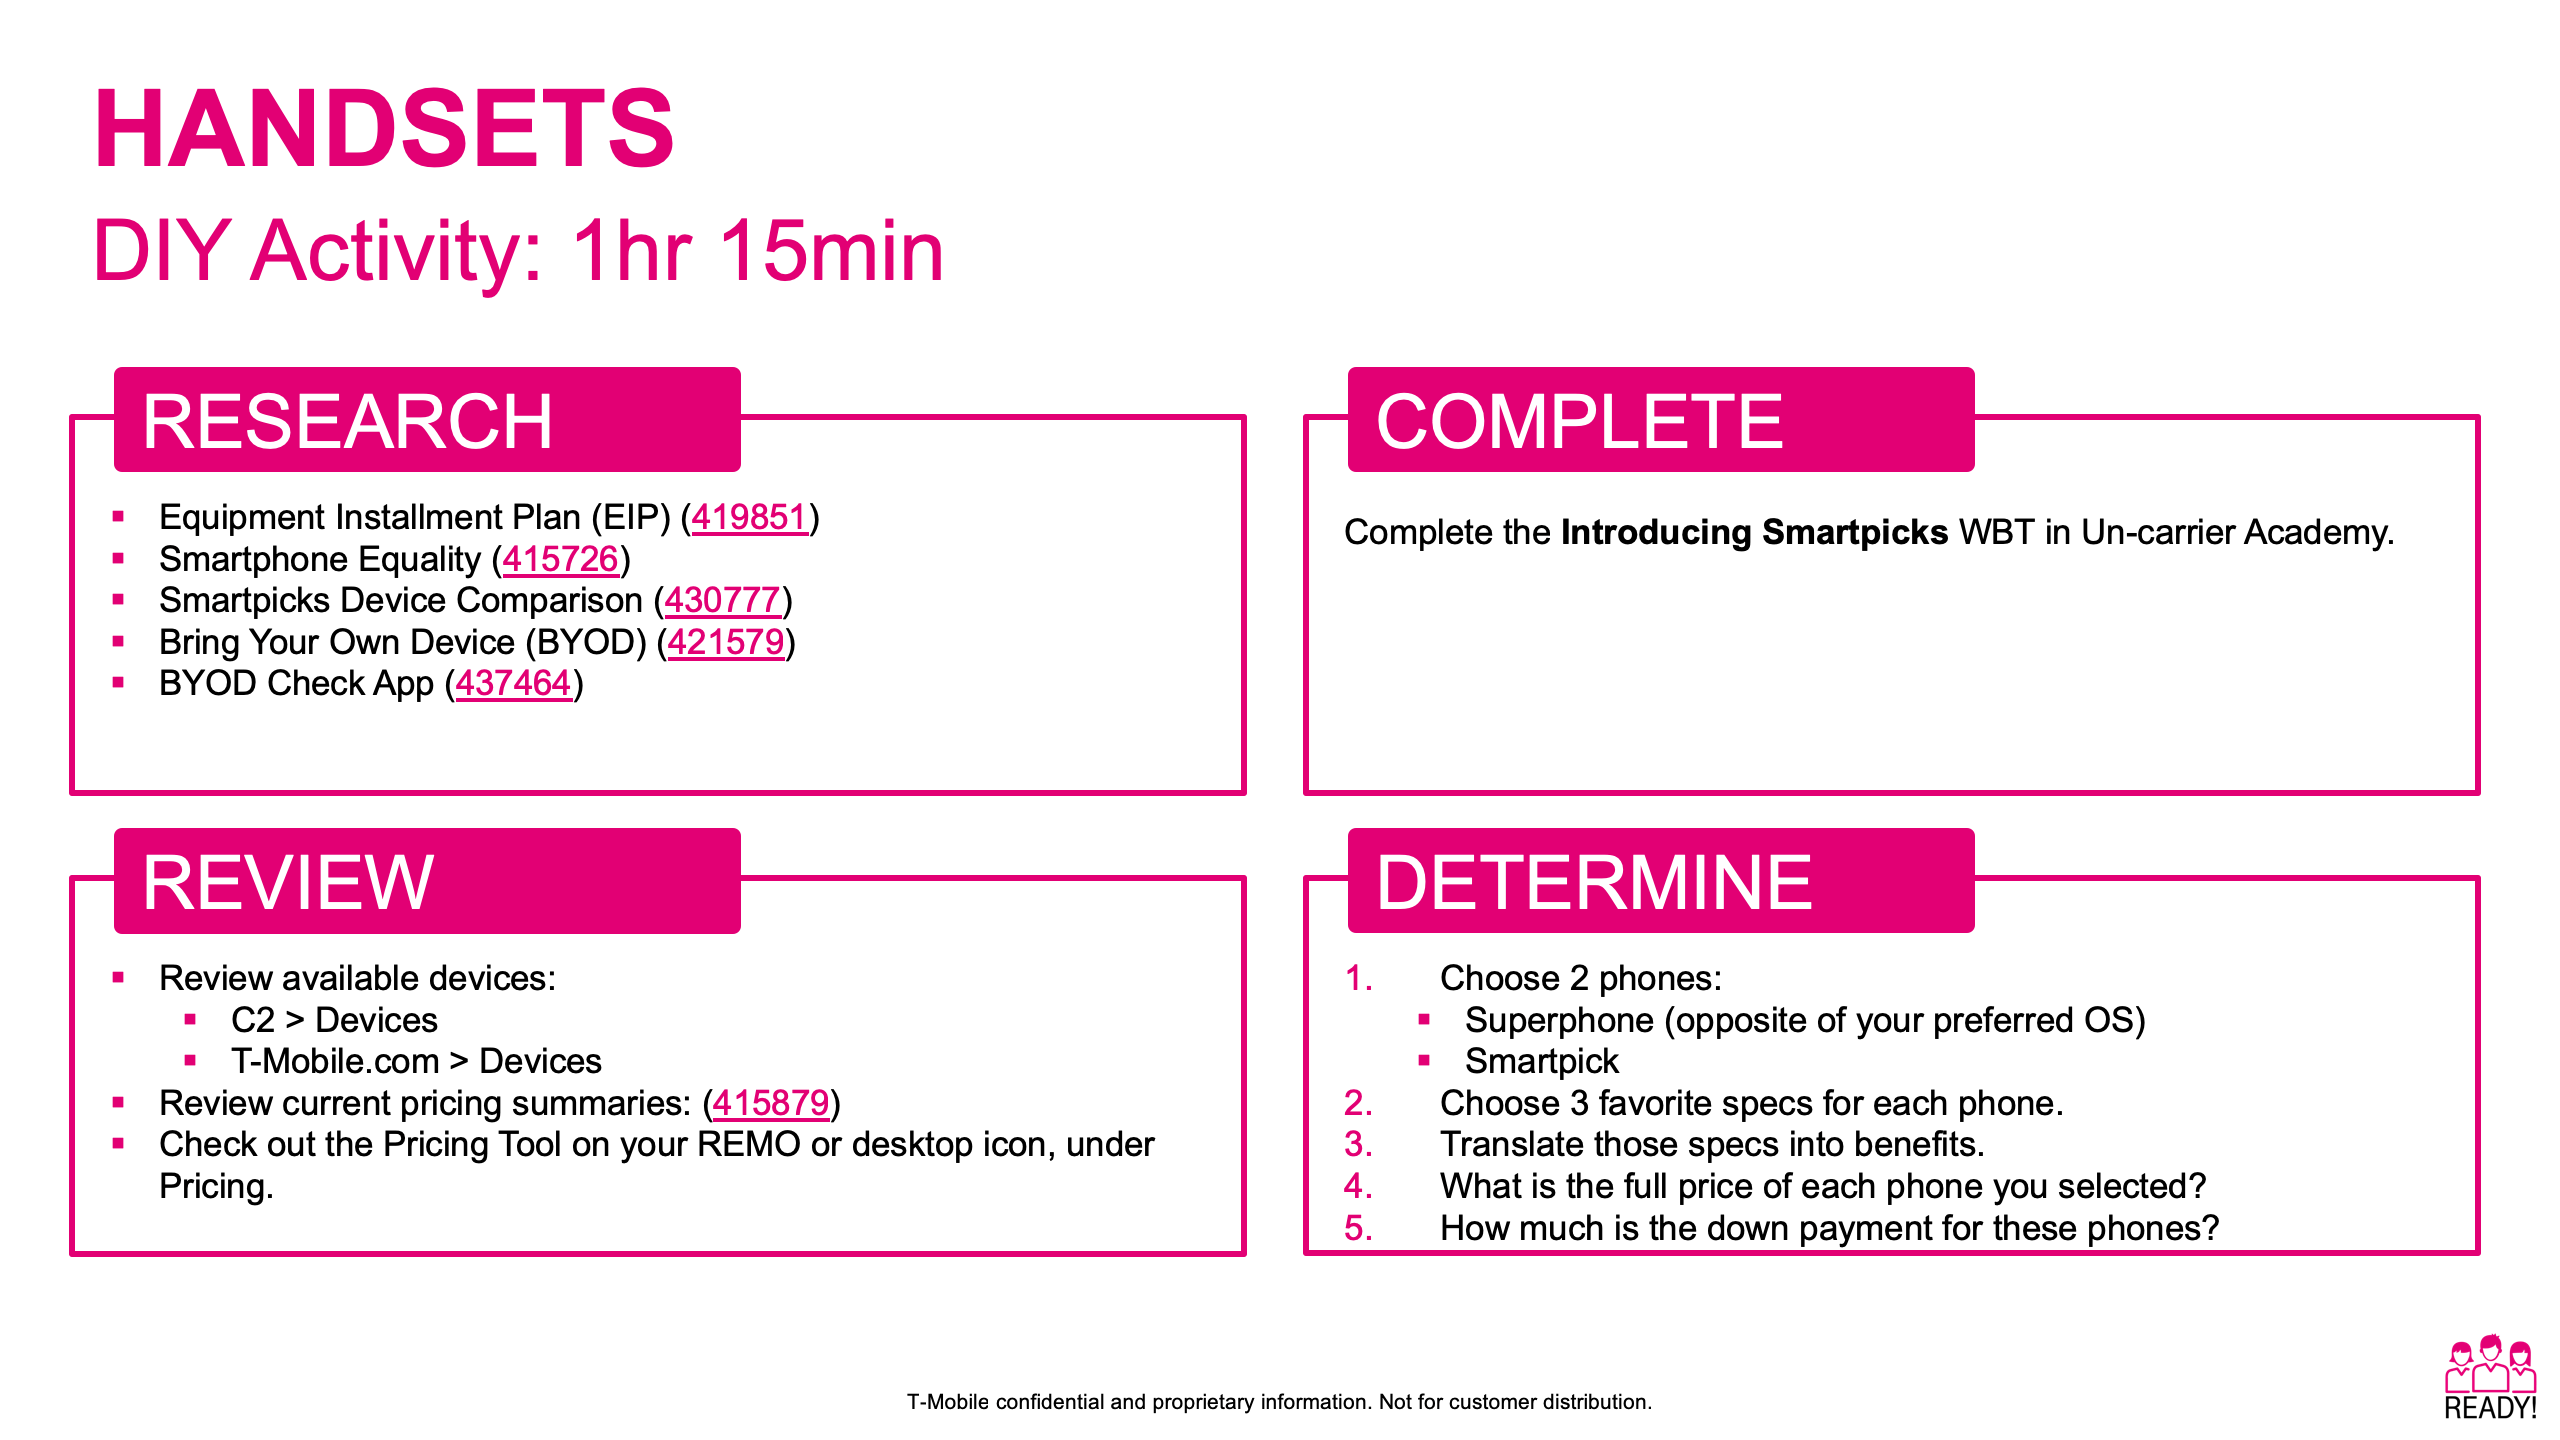 HANDSETS
DIY Activity: 1hr 15min
RESEARCH
▪ Equipment Installment Plan (EIP) (419851)
▪ Smartphone Equality (415726)
▪ Smartpicks Device Comparison (430777)
▪ Bring Your Own Device (BYOD) (421579)
▪ BYOD Check App (437464)
COMPLETE
Complete the Introducing Smartpicks WBT in Un-carrier Academy.
REVIEW
▪ Review available devices:
▪ C2 > Devices
▪ T-Mobile.com > Devices
▪ Review current pricing summaries: (415879)
▪ Check out the Pricing Tool on your REMO or desktop icon, under
Pricing.
DETERMINE
1. Choose 2 phones:
▪ Superphone (opposite of your preferred OS)
▪ Smartpick
2. Choose 3 favorite specs for each phone.
3. Translate those specs into benefits.
4. What is the full price of each phone you selected?
5. How much is the down payment for these phones?
T-Mobile confidential and proprietary information. Not for customer distribution.
READY!